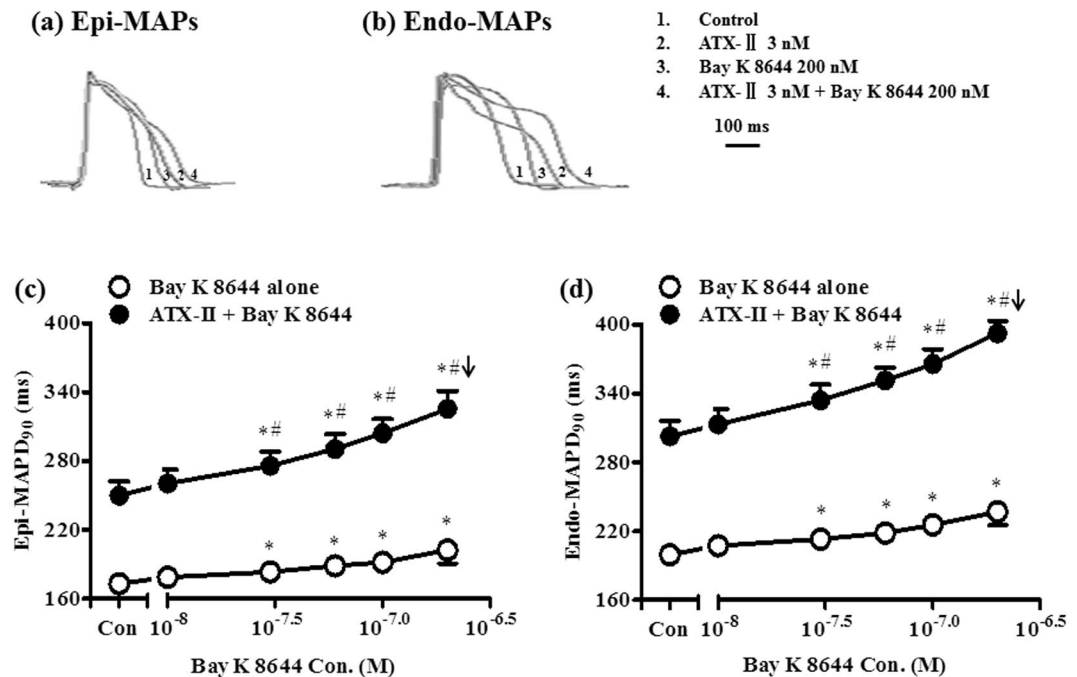 (a) Epi-MAPs
(b) Endo-MAPs
1. Control
2. ATX-Ⅱ 3 nM
3. Bay K 8644 200 nM
4. ATX-Ⅱ 3 nM + Bay K 8644 200 nM
100 ms
1 3 2 4
1 3 2 4
(c)
Bay K 8644 alone
ATX-II + Bay K 8644
Epi-MAPD90 (ms)
400
340
280
220
160
*# *# *# *#↓
* * * *
Con 10-8 10-7.5 10-7.0 10-6.5
Bay K 8644 Con. (M)
(d)
Bay K 8644 alone
ATX-II + Bay K 8644
Endo-MAPD90 (ms)
400
340
280
220
160
*# *# *# *#↓
* * * *
Con 10-8 10-7.5 10-7.0 10-6.5
Bay K 8644 Con. (M)